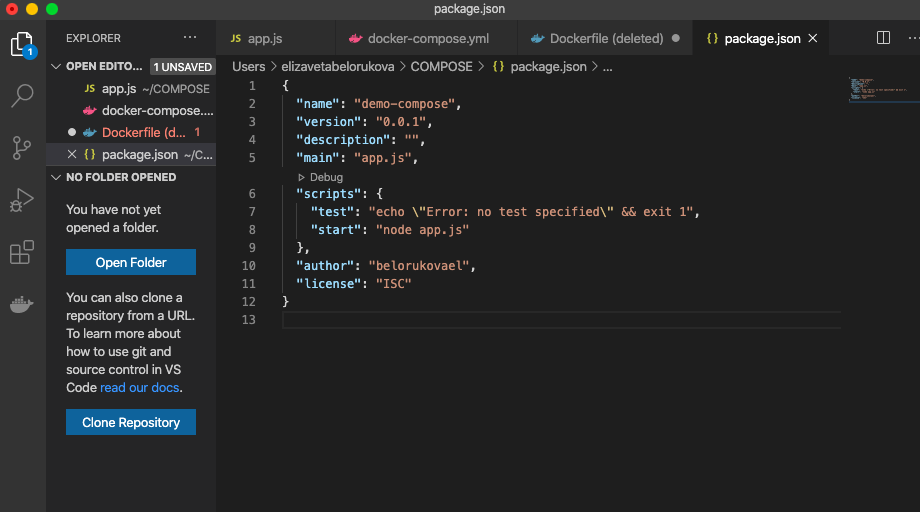 package.json
1
EXPLORER ...
OPEN EDITO... 1 UNSAVED
JS app.js ~/COMPOSE
docker-compose....
Dockerfile (d... 1
{ } package.json ~/C...
NO FOLDER OPENED
You have not yet
opened a folder.
Open Folder
You can also clone a
repository from a URL.
To learn more about
how to use git and
source control in VS
Code read our docs.
Clone Repository
JS app.js docker-compose.yml Dockerfile (deleted) { } package.json
Users > elizavetabelorukova > COMPOSE > { } package.json > ...
1 {
2 "name": "demo-compose",
3 "version": "0.0.1",
4 "description": "",
5 "main": "app.js",
Debug
6 "scripts": {
7 "test": "echo \"Error: no test specified\" && exit 1",
8 "start": "node app.js"
9 },
10 "author": "belorukovael",
11 "license": "ISC"
12 }
13